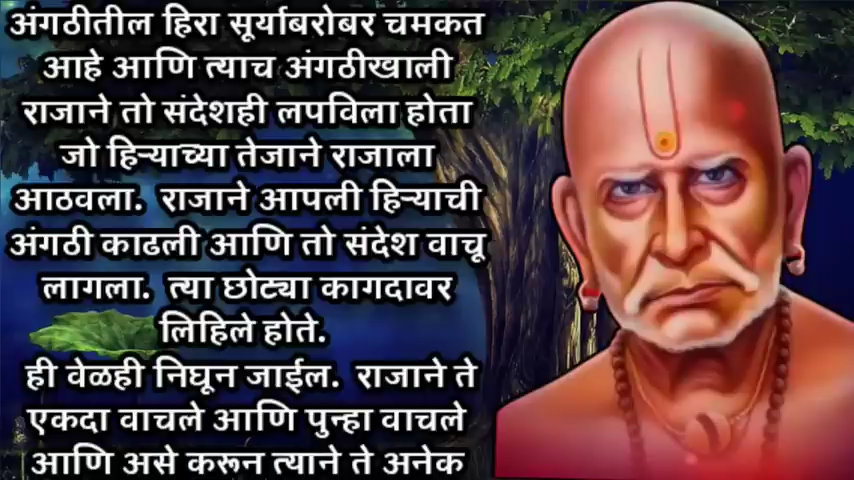 अंगठीतील हिरा सूर्याबरोबर चमकत
आहे आणि त्याच अंगठीखाली
राजाने तो संदेशही लपविला होता
जो हिऱ्याच्या तेजाने राजाला
आठवला. राजाने आपली हिऱ्याची
अंगठी काढली आणि तो संदेश वाचू
लागला. त्या छोट्या कागदावर
लिहिले होते.
ही वेळही निघून जाईल. राजाने ते
एकदा वाचले आणि पुन्हा वाचले
आणि असे करून त्याने ते अनेक